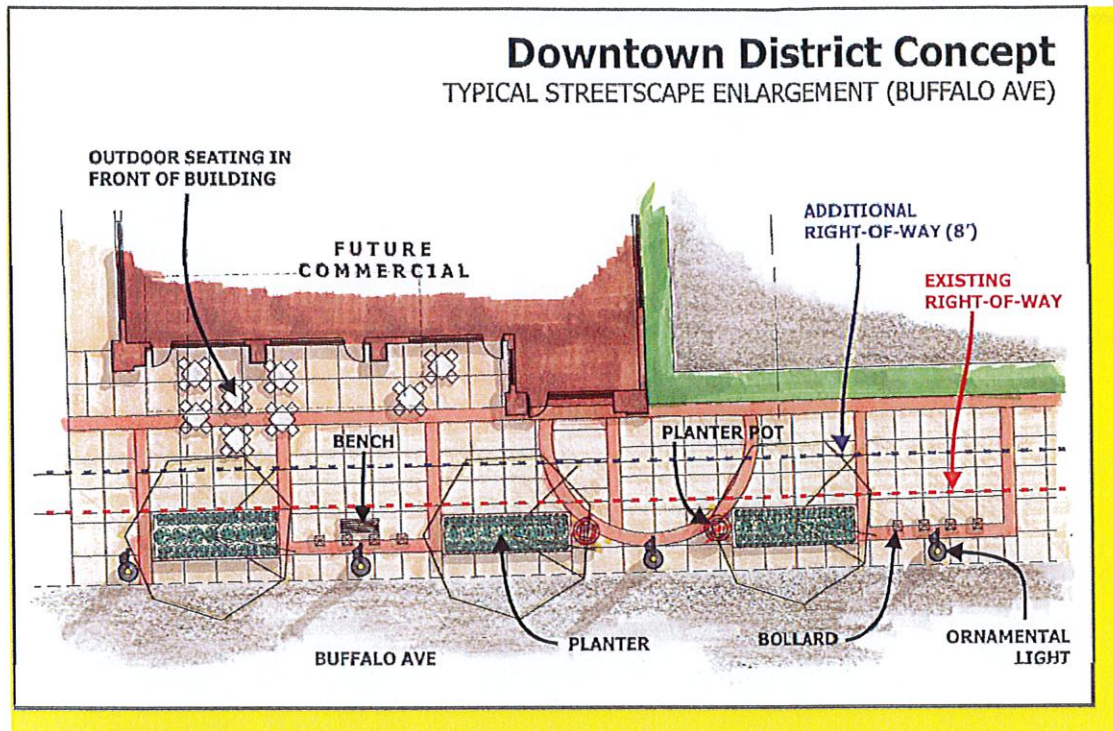 Downtown District Concept
TYPICAL STREETSCAPE ENLARGEMENT (BUFFALO AVE)
OUTDOOR SEATING IN
FRONT OF BUILDING
FUTURE
COMMERCIAL
ADDITIONAL
RIGHT-OF-WAY (8')
EXISTING
RIGHT-OF-WAY
BENCH
PLANTER POT
BUFFALO AVE
PLANTER
BOLLARD
ORNAMENTAL
LIGHT